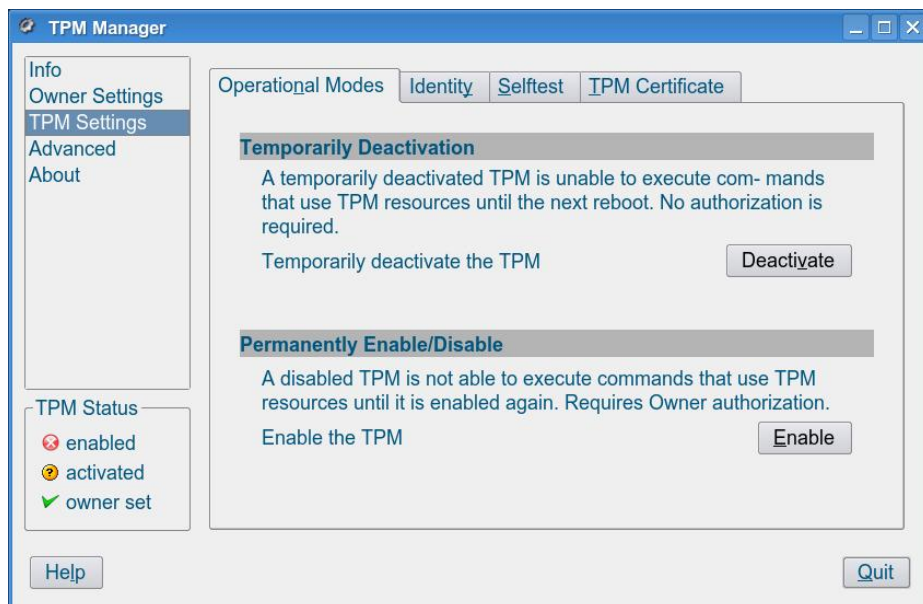 TPM Manager
Info
Owner Settings
TPM Settings
Advanced
About
TPM Status
enabled
activated
owner set
Operational Modes
Identity
Selftest
TPM Certificate
Temporarily Deactivation
A temporarily deactivated TPM is unable to execute com- mands
that use TPM resources until the next reboot. No authorization is
required.
Temporarily deactivate the TPM
Deactivate
Permanently Enable/Disable
A disabled TPM is not able to execute commands that use TPM
resources until it is enabled again. Requires Owner authorization.
Enable the TPM
Enable
Help
Quit